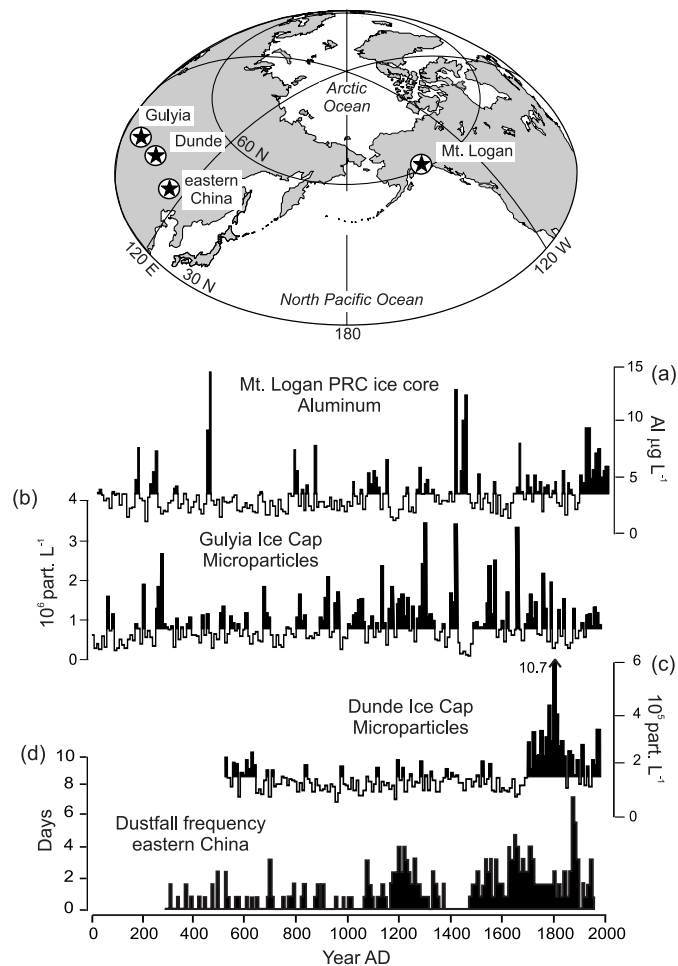 Arctic
Ocean
Gulyia
Dunde
60 N
Mt. Logan
eastern
China
120 E
30 N
120 W
North Pacific Ocean
180
(a)
Mt. Logan PRC ice core
Aluminum
15
10
5
0
Al µg L⁻¹
(b)
Gulyia Ice Cap
Microparticles
4
3
2
1
0
10⁶ part. L⁻¹
(c)
10.7
Dunde Ice Cap
Microparticles
6
4
2
0
10⁵ part. L⁻¹
(d)
Dustfall frequency
eastern China
10
8
6
4
2
0
Days
0 200 400 600 800 1000 1200 1400 1600 1800 2000
Year AD